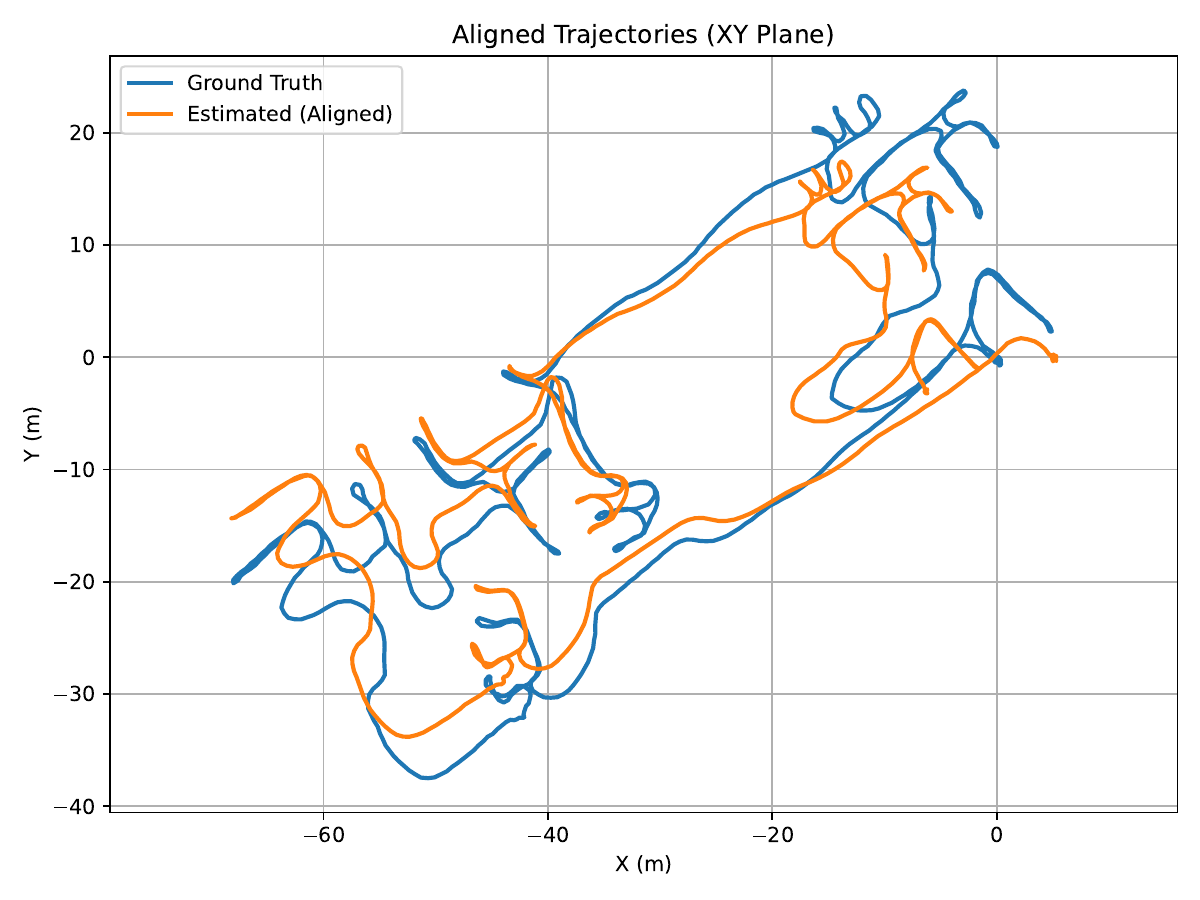 Aligned Trajectories (XY Plane)
Ground Truth
Estimated (Aligned)
20
10
0
−10
−20
−30
−40
Y (m)
−60
−40
−20
0
X (m)